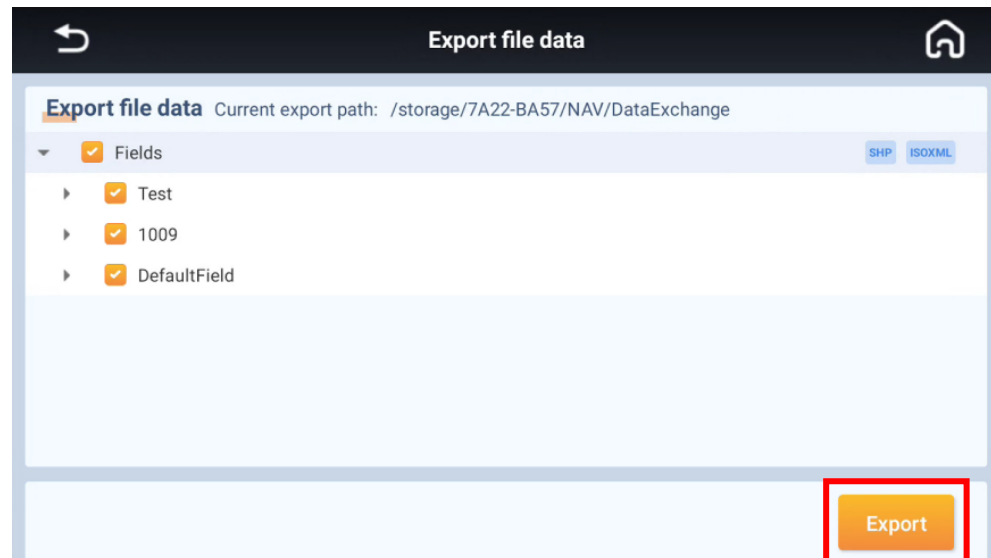 Export file data
Export file data Current export path: /storage/7A22-BA57/NAV/DataExchange
Fields SHP ISOXML
Test
1009
DefaultField
Export